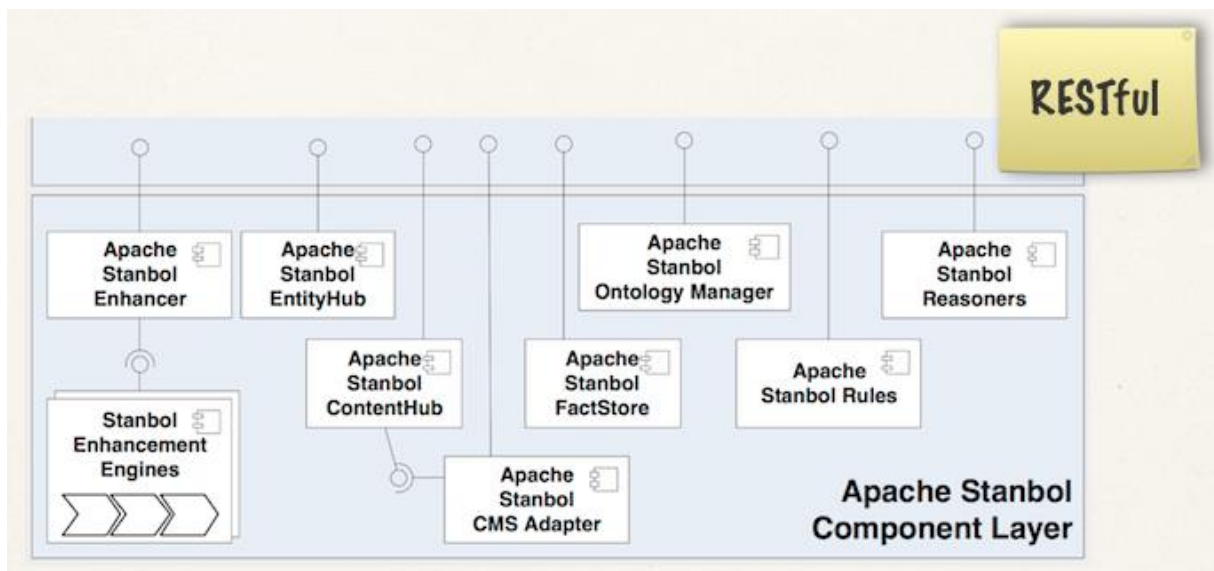 RESTful
Apache
Stanbol
Enhancer
Apache
Stanbol
EntityHub
Apache
Stanbol
Ontology Manager
Apache
Stanbol
Reasoners
Apache
Stanbol
ContentHub
Apache
Stanbol
FactStore
Apache
Stanbol Rules
Stanbol
Enhancement
Engines
Apache
Stanbol
CMS Adapter
Apache Stanbol
Component Layer